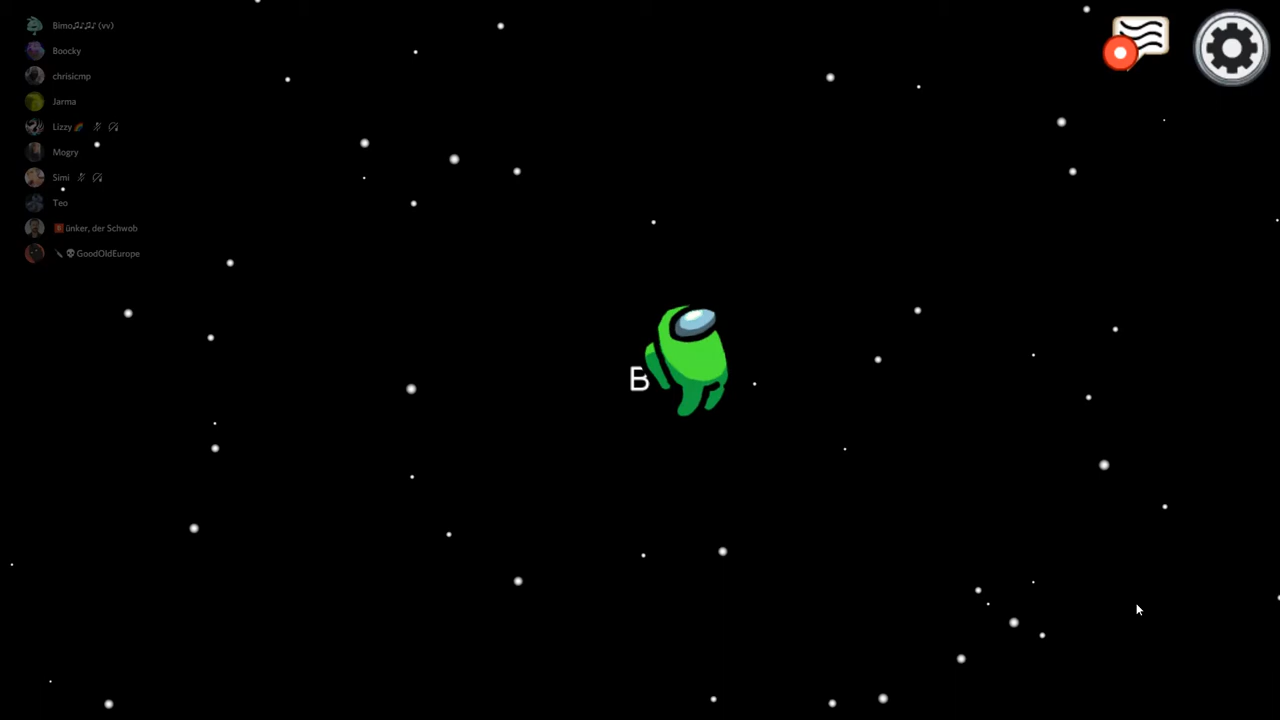 Bimo♫♪♫♪ (vv)
Boocky
chrisicmp
Jarma
Lizzy
Mogry
Simi
Teo
🅱ünker, der Schwob
GoodOldEurope
B